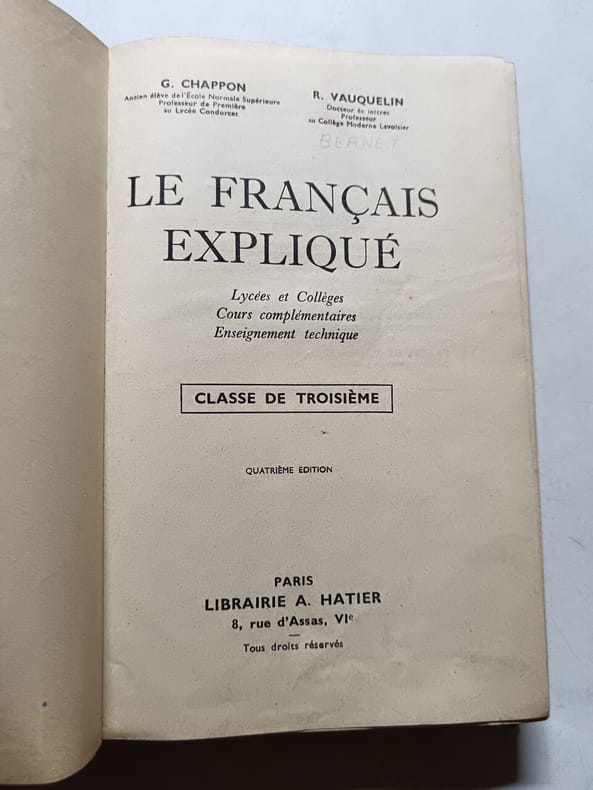 G. CHAPPON
Ancien élève de l'École Normale Supérieure
Professeur de Première
au Lycée Condorcet
R. VAUQUELIN
Docteur ès lettres
Professeur
au Collège Moderne Lavoisier
LE FRANÇAIS
EXPLIQUÉ
Lycées et Collèges
Cours complémentaires
Enseignement technique
CLASSE DE TROISIÈME
QUATRIÈME ÉDITION
PARIS
LIBRAIRIE A. HATIER
8, rue d'Assas, VIe
Tous droits réservés